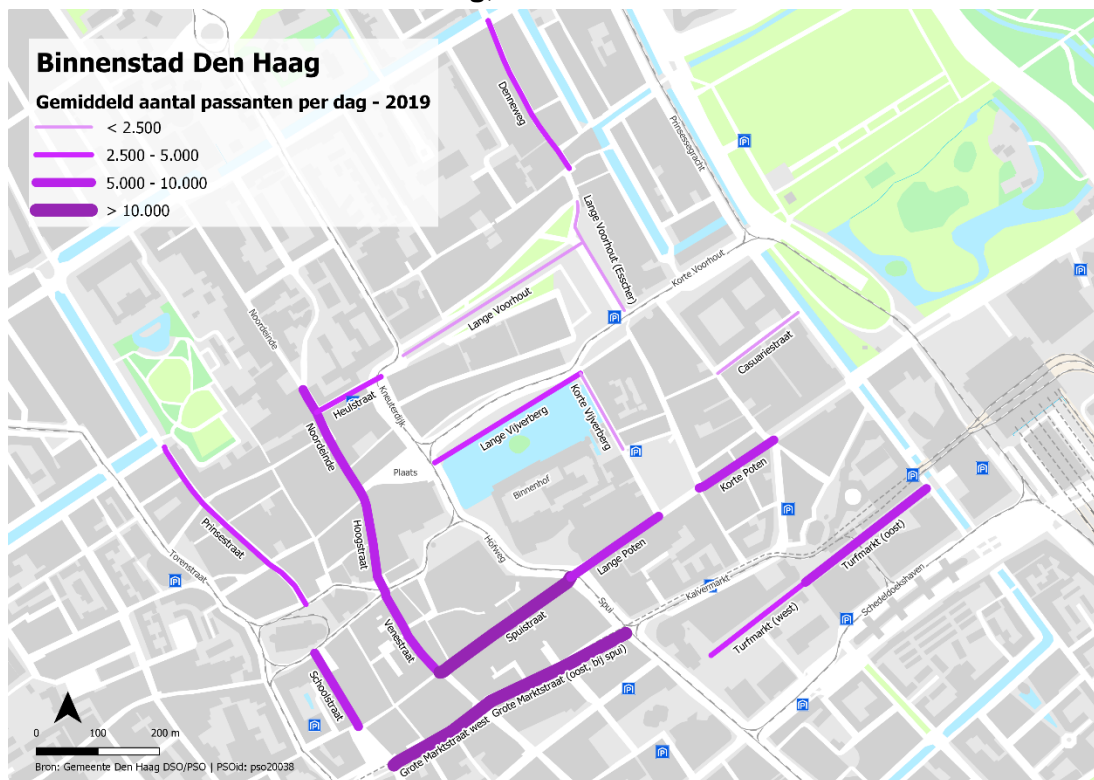 Binnenstad Den Haag
Gemiddeld aantal passanten per dag - 2019
< 2.500
2.500 - 5.000
5.000 - 10.000
> 10.000
Denneweg
Prinsessegracht
Lange Voorhout (Esscher)
Korte Voorhout
Lange Voorhout
Noordeinde
Casuariestraat
Heulstraat
Kneuterdijk
Lange Vijverberg
Korte Vijverberg
Noordeinde
Plaats
Binnenhof
Korte Poten
Prinsestraat
Hoogstraat
Hofweg
Lange Poten
Turfmarkt (oost)
Torenstraat
Kalvermarkt
Schedeldoekshaven
Spui
Venestraat
Spuistraat
Turfmarkt (west)
Schoolstraat
Grote Marktstraat (oost, bij spui)
Grote Marktstraat west
0 100 200 m
Bron: Gemeente Den Haag DSO/PSO | PSOid: pso20038